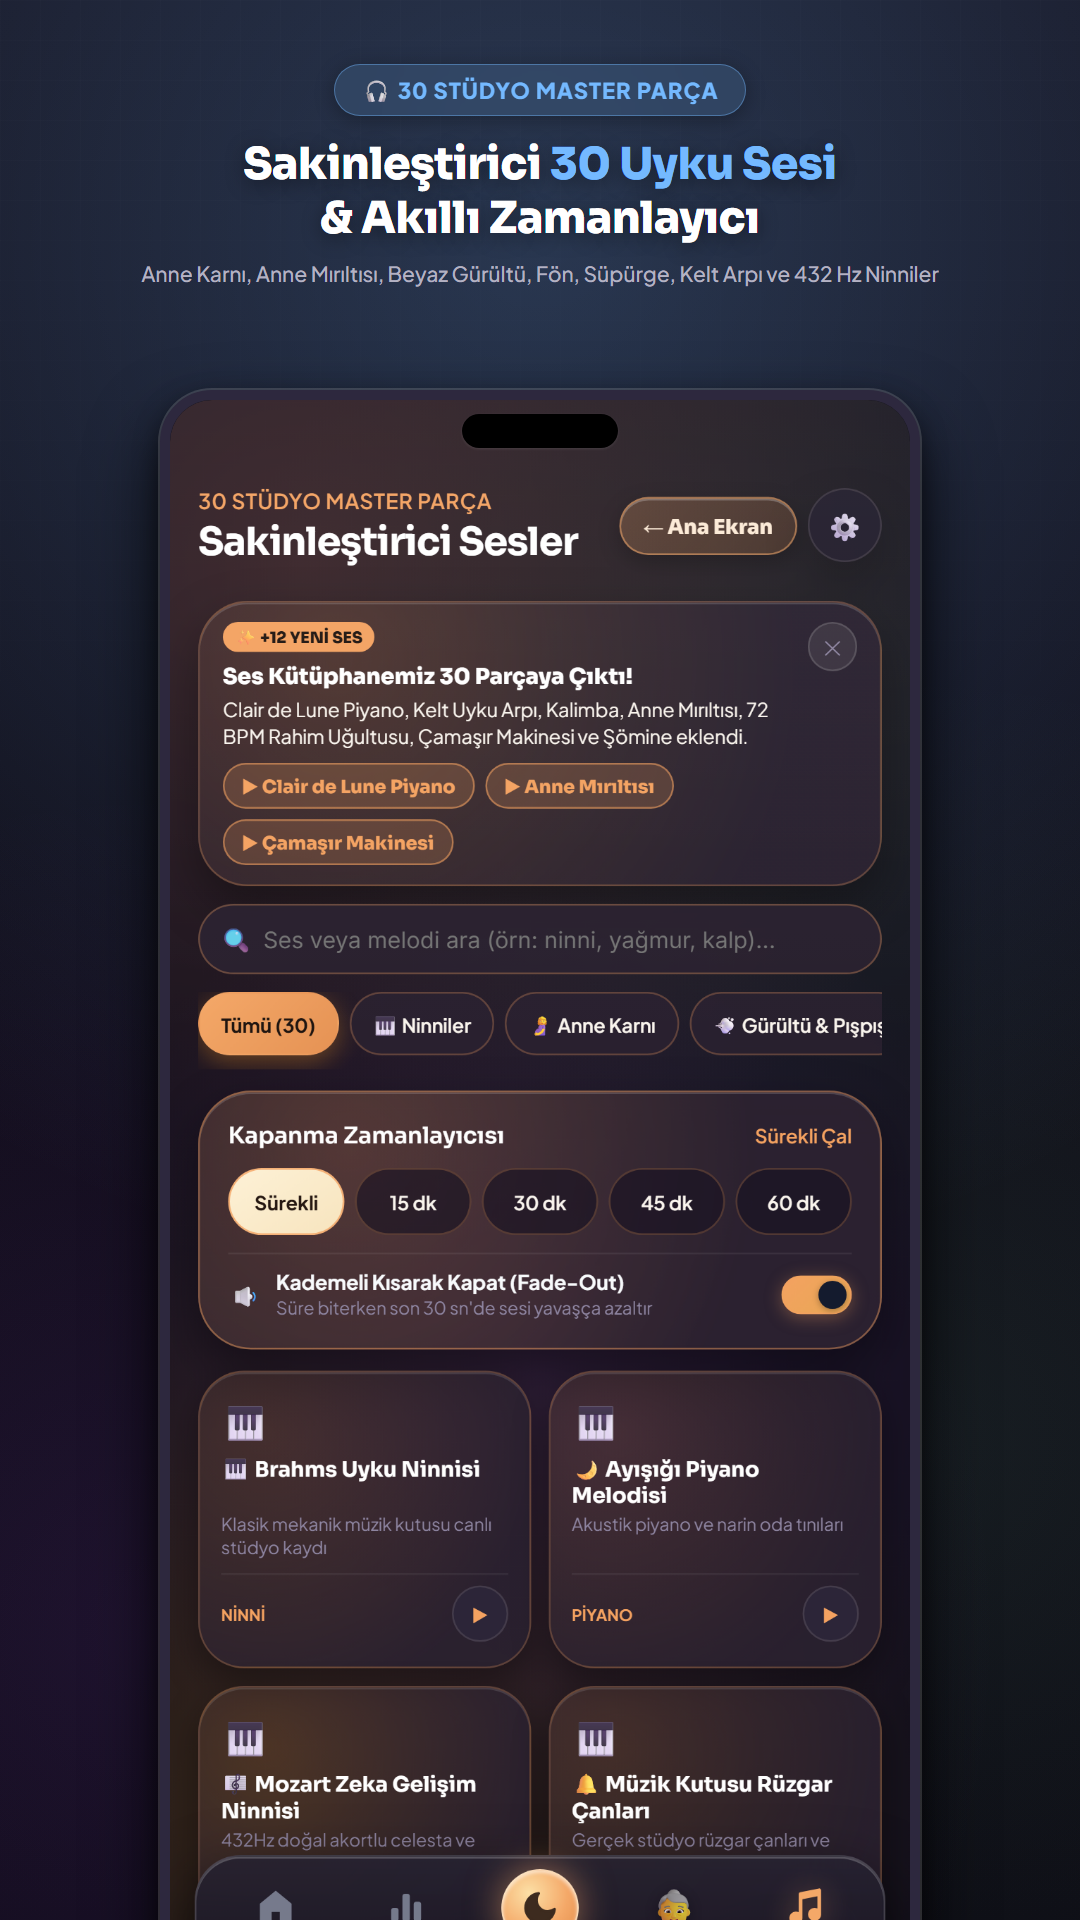 30 STÜDYO MASTER PARÇA
Sakinleştirici 30 Uyku Sesi
& Akıllı Zamanlayıcı
Anne Karnı, Anne Mırıltısı, Beyaz Gürültü, Fön, Süpürge, Kelt Arpı ve 432 Hz Ninniler
30 STÜDYO MASTER PARÇA
Sakinleştirici Sesler
← Ana Ekran
+12 YENİ SES
Ses Kütüphanemiz 30 Parçaya Çıktı!
Clair de Lune Piyano, Kelt Uyku Arpı, Kalimba, Anne Mırıltısı, 72
BPM Rahim Uğultusu, Çamaşır Makinesi ve Şömine eklendi.
▶ Clair de Lune Piyano
▶ Anne Mırıltısı
▶ Çamaşır Makinesi
Ses veya melodi ara (örn: ninni, yağmur, kalp)...
Tümü (30)
Ninniler
Anne Karnı
Gürültü & Pışpış
Kapanma Zamanlayıcısı
Sürekli Çal
Sürekli
15 dk
30 dk
45 dk
60 dk
Kademeli Kısarak Kapat (Fade-Out)
Süre biterken son 30 sn'de sesi yavaşça azaltır
Brahms Uyku Ninnisi
Klasik mekanik müzik kutusu canlı
stüdyo kaydı
NİNNİ
Ayışığı Piyano
Melodisi
Akustik piyano ve narin oda tınıları
PİYANO
Mozart Zeka Gelişim
Ninnisi
432Hz doğal akortlu celesta ve
Müzik Kutusu Rüzgar
Çanları
Gerçek stüdyo rüzgar çanları ve